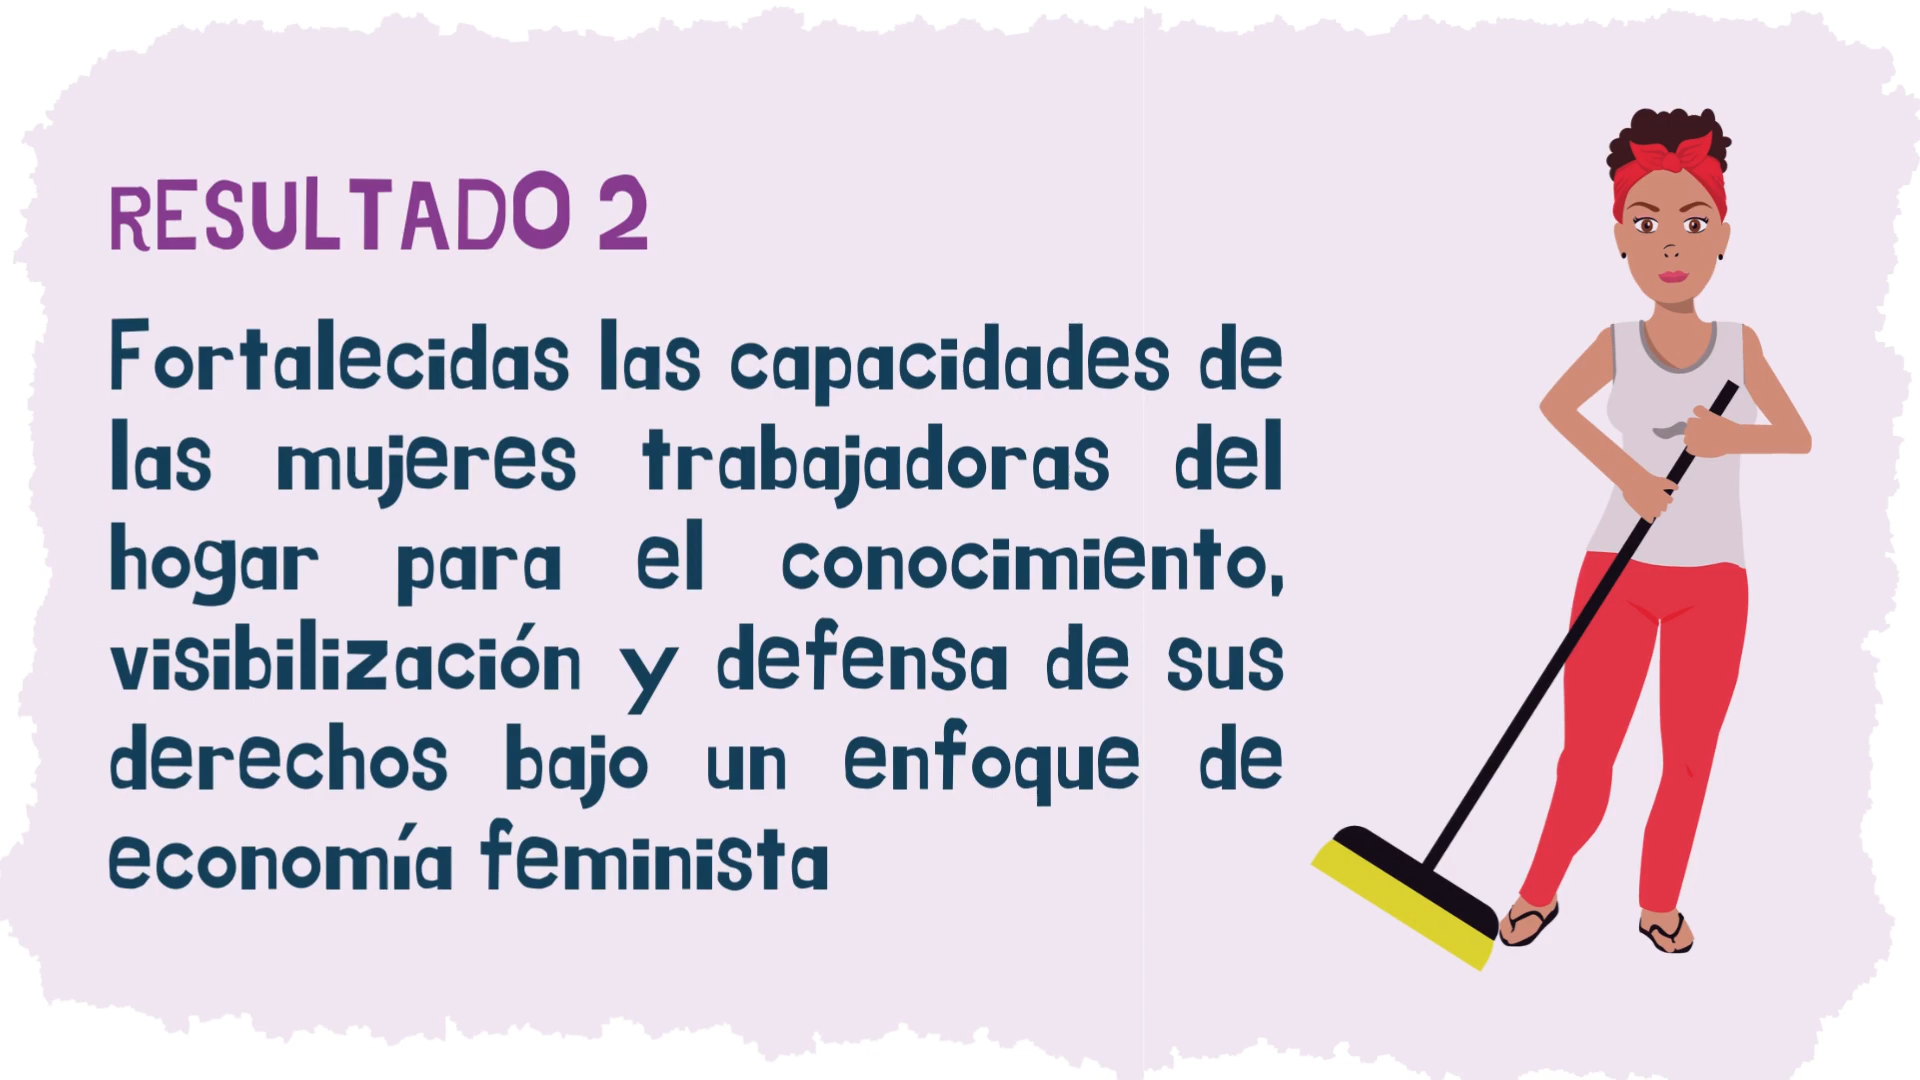 RESULTADO 2
Fortalecidas las capacidades de
las mujeres trabajadoras del
hogar para el conocimiento,
visibilización y defensa de sus
derechos bajo un enfoque de
economía feminista